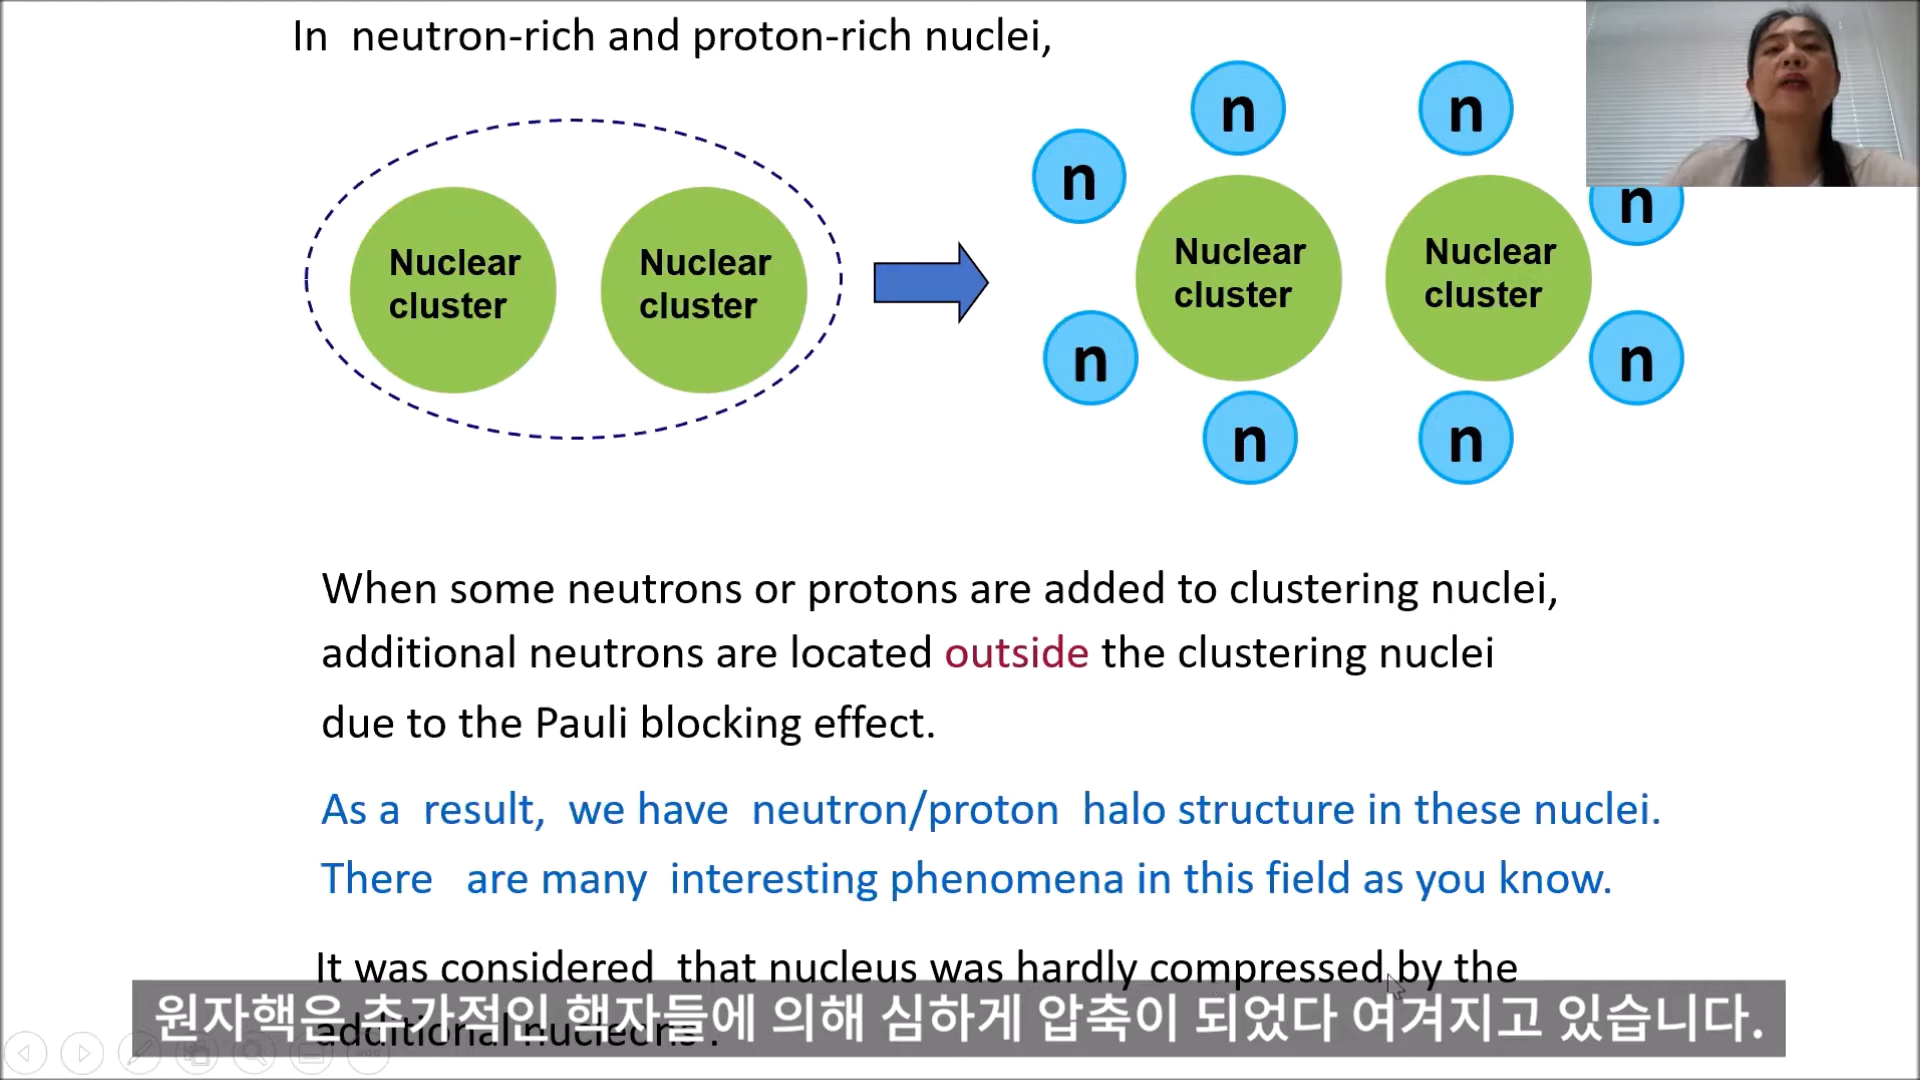 In neutron-rich and proton-rich nuclei,
n
n
n
n
Nuclear
cluster
Nuclear
cluster
Nuclear
cluster
Nuclear
cluster
n
n
n
n
When some neutrons or protons are added to clustering nuclei,
additional neutrons are located outside the clustering nuclei
due to the Pauli blocking effect.
As a result, we have neutron/proton halo structure in these nuclei.
There are many interesting phenomena in this field as you know.
It was considered that nucleus was hardly compressed by the
additional nucleons .
원자핵은 추가적인 핵자들에 의해 심하게 압축이 되었다 여겨지고 있습니다.